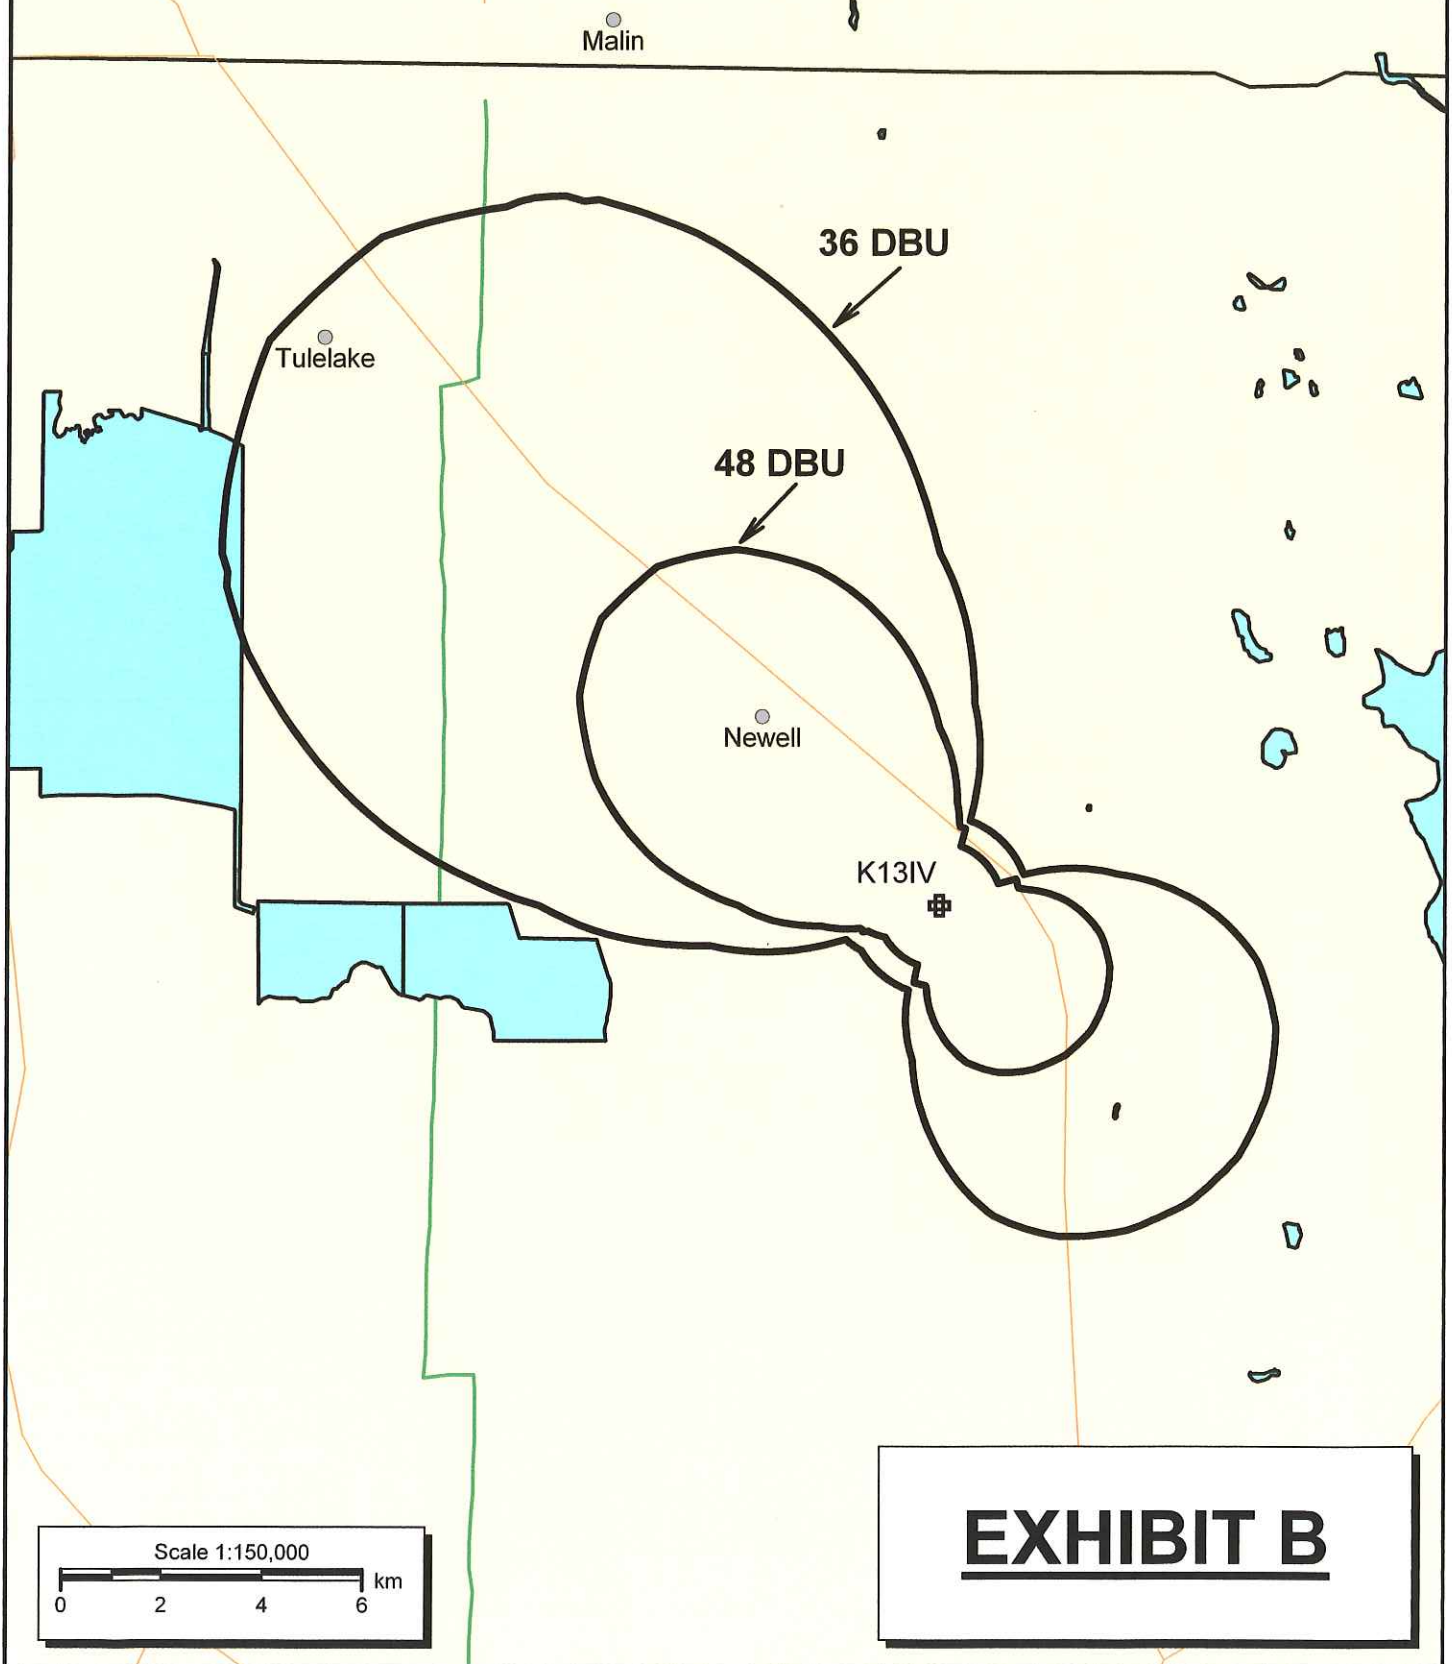 Malin
36 DBU
Tulelake
48 DBU
Newell
K13IV
EXHIBIT B
Scale 1:150,000
km
0 2 4 6